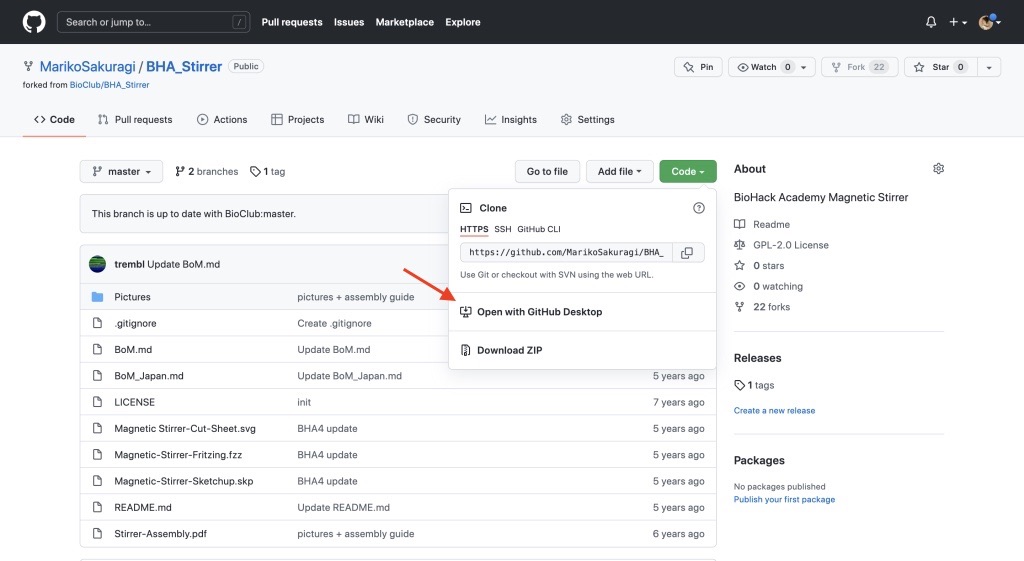 Search or jump to... /
Pull requests Issues Marketplace Explore
MarikoSakuragi / BHA_Stirrer Public
forked from BioClub/BHA_Stirrer
Pin Watch 0 Fork 22 Star 0
Code Pull requests Actions Projects Wiki Security Insights Settings
master 2 branches 1 tag Go to file Add file Code
This branch is up to date with BioClub:master.
Clone
HTTPS SSH GitHub CLI
https://github.com/MarikoSakuragi/BHA_
Use Git or checkout with SVN using the web URL.
Open with GitHub Desktop
Download ZIP
trembl Update BoM.md
Pictures pictures + assembly guide
.gitignore Create .gitignore
BoM.md Update BoM.md
BoM_Japan.md Update BoM_Japan.md 5 years ago
LICENSE init 7 years ago
Magnetic Stirrer-Cut-Sheet.svg BHA4 update 5 years ago
Magnetic-Stirrer-Fritzing.fzz BHA4 update 5 years ago
Magnetic-Stirrer-Sketchup.skp BHA4 update 5 years ago
README.md Update README.md 5 years ago
Stirrer-Assembly.pdf pictures + assembly guide 6 years ago
About
BioHack Academy Magnetic Stirrer
Readme
GPL-2.0 License
0 stars
0 watching
22 forks
Releases
1 tags
Create a new release
Packages
No packages published
Publish your first package